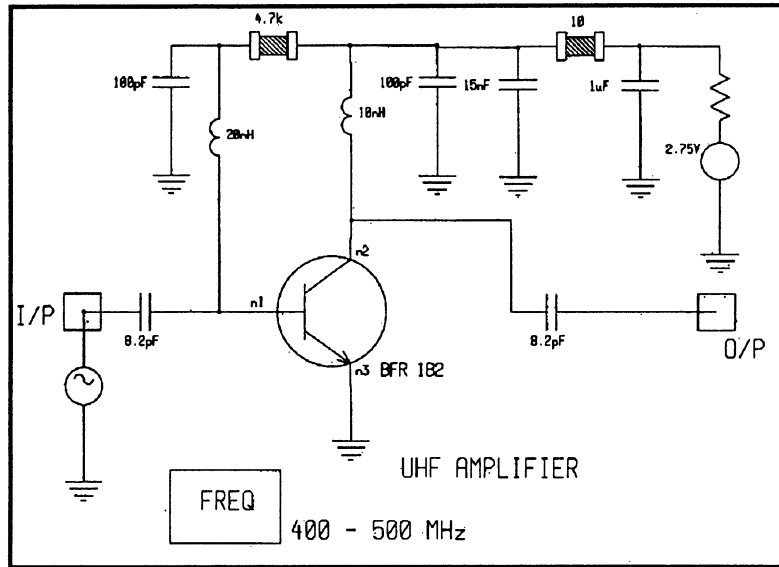 4.7k
10
100pF
20nH
10nH
100pF
15nF
1uF
2.75V
n2
n1
I/P
8.2pF
n3 BFR 182
8.2pF
O/P
UHF AMPLIFIER
FREQ
400 - 500 MHz